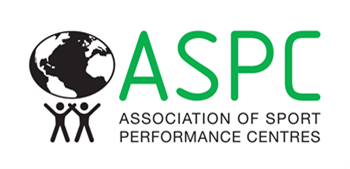 ASPC
ASSOCIATION OF SPORT
PERFORMANCE CENTRES